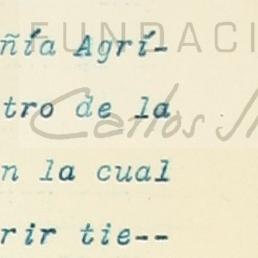 FUNDACI
ñía Agrí-
tro de la
Carlos
n la cual
rir tie--